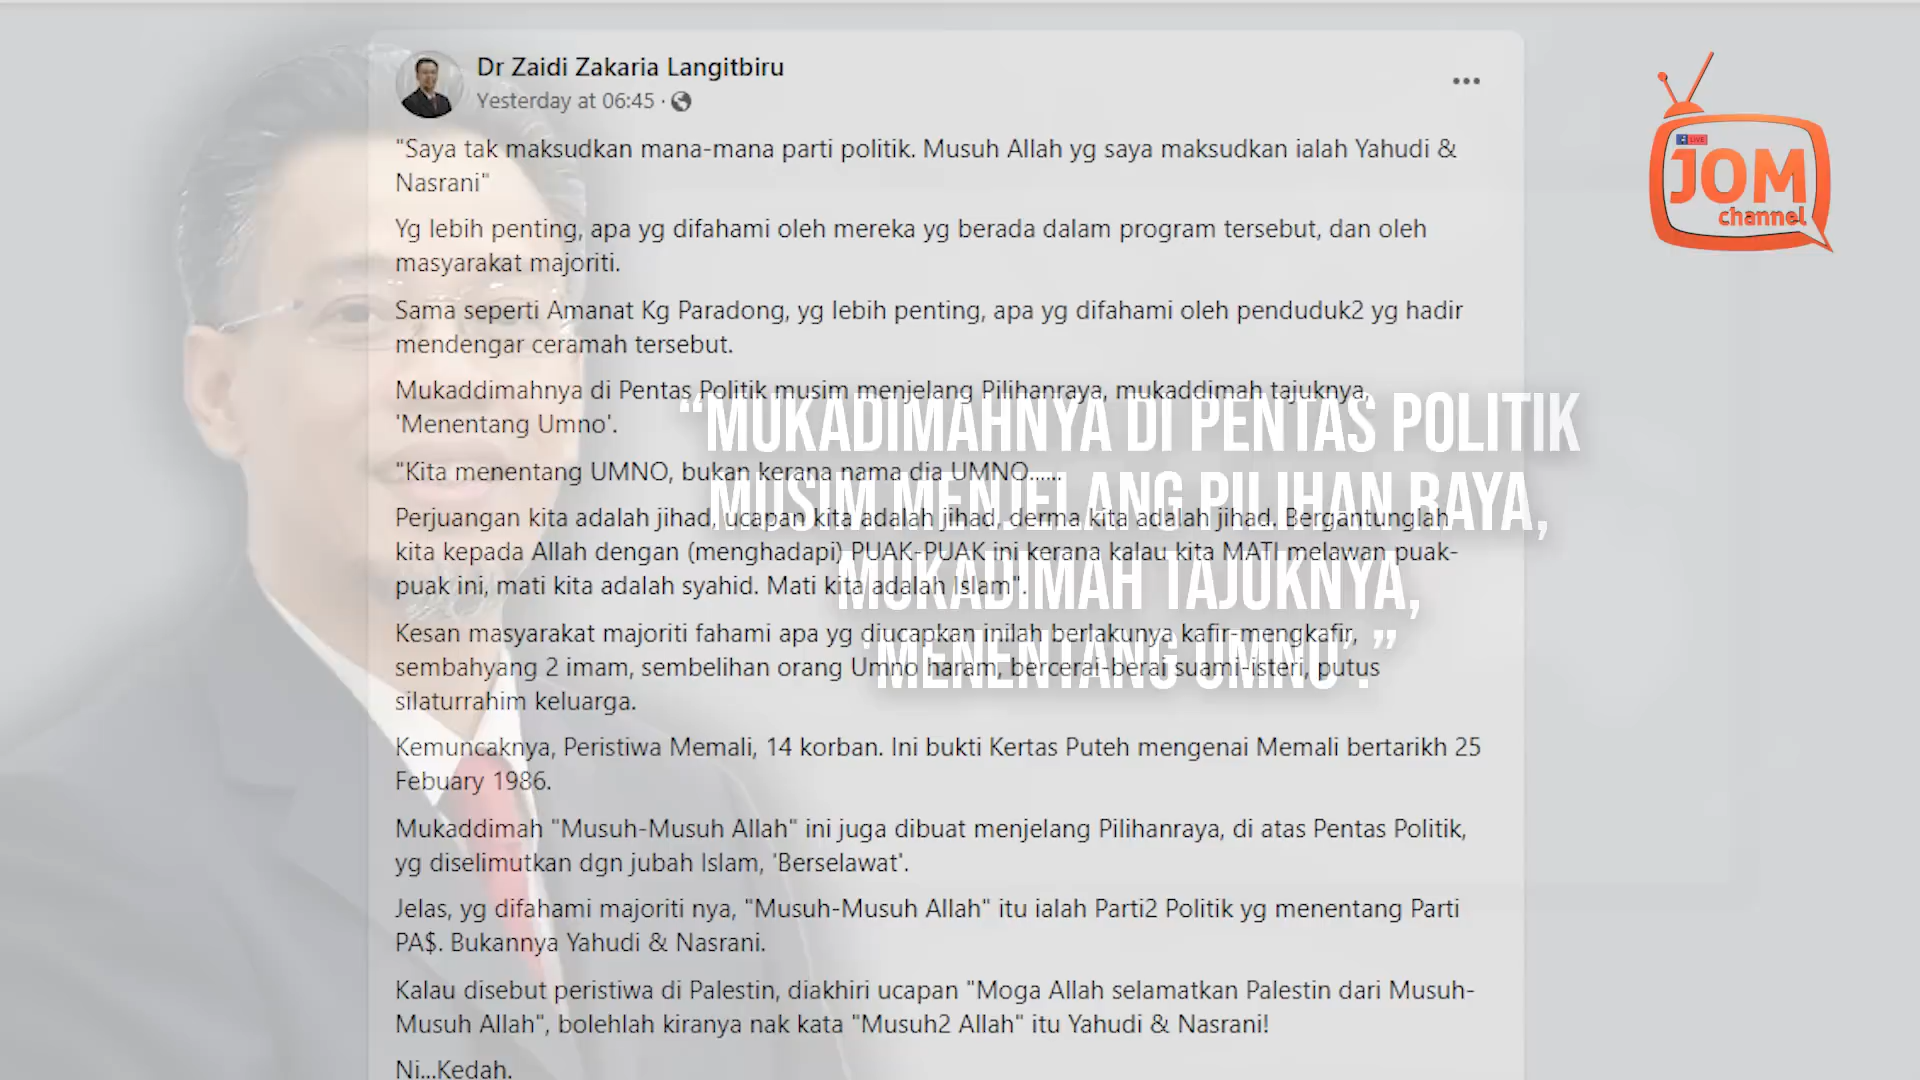 Dr Zaidi Zakaria Langitbiru
Yesterday at 06:45 ·
"Saya tak maksudkan mana-mana parti politik. Musuh Allah yg saya maksudkan ialah Yahudi &
Nasrani"
Yg lebih penting, apa yg difahami oleh mereka yg berada dalam program tersebut, dan oleh
masyarakat majoriti.
Sama seperti Amanat Kg Paradong, yg lebih penting, apa yg difahami oleh penduduk2 yg hadir
mendengar ceramah tersebut.
Mukaddimahnya di Pentas Politik musim menjelang Pilihanraya, mukaddimah tajuknya,
'Menentang Umno'.
"Kita menentang UMNO, bukan kerana nama dia UMNO......
Perjuangan kita adalah jihad, ucapan kita adalah jihad, derma kita adalah jihad. Bergantunglah
kita kepada Allah dengan (menghadapi) PUAK-PUAK ini kerana kalau kita MATI melawan puak-
puak ini, mati kita adalah syahid. Mati kita adalah Islam".
Kesan masyarakat majoriti fahami apa yg diucapkan inilah berlakunya kafir-mengkafir,
sembahyang 2 imam, sembelihan orang Umno haram, bercerai-berai suami-isteri, putus
silaturrahim keluarga.
Kemuncaknya, Peristiwa Memali, 14 korban. Ini bukti Kertas Puteh mengenai Memali bertarikh 25
Febuary 1986.
Mukaddimah "Musuh-Musuh Allah" ini juga dibuat menjelang Pilihanraya, di atas Pentas Politik,
yg diselimutkan dgn jubah Islam, 'Berselawat'.
Jelas, yg difahami majoriti nya, "Musuh-Musuh Allah" itu ialah Parti2 Politik yg menentang Parti
PA$. Bukannya Yahudi & Nasrani.
Kalau disebut peristiwa di Palestin, diakhiri ucapan "Moga Allah selamatkan Palestin dari Musuh-
Musuh Allah", bolehlah kiranya nak kata "Musuh2 Allah" itu Yahudi & Nasrani!
Ni...Kedah.
“MUKADIMAHNYA DI PENTAS POLITIK
MUSIM MENJELANG PILIHAN RAYA,
MUKADIMAH TAJUKNYA,
'MENENTANG UMNO'.”
LIVE
JOM
channel